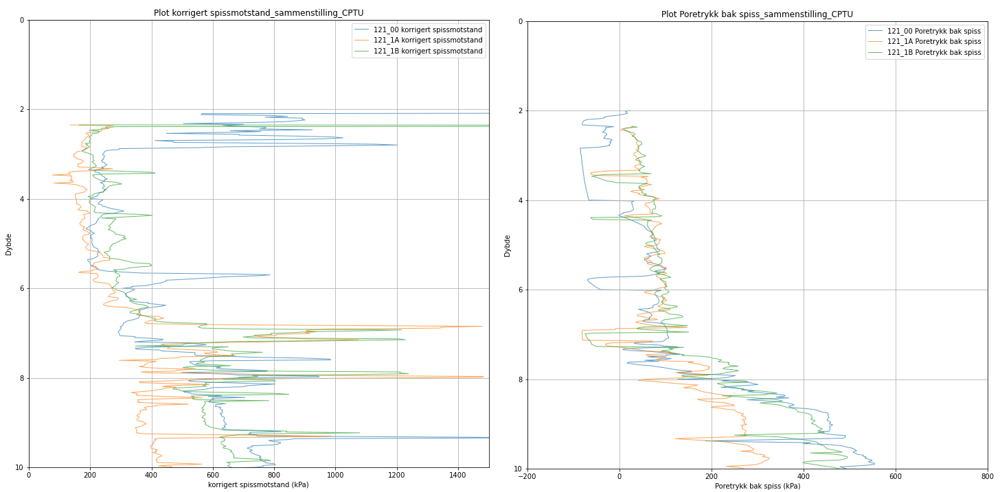 Plot korrigert spissmotstand_sammenstilling_CPTU
121_00 korrigert spissmotstand
121_1A korrigert spissmotstand
121_1B korrigert spissmotstand
0
2
4
6
8
10
Dybde
0 200 400 600 800 1000 1200 1400
korrigert spissmotstand (kPa)
Plot Poretrykk bak spiss_sammenstilling_CPTU
121_00 Poretrykk bak spiss
121_1A Poretrykk bak spiss
121_1B Poretrykk bak spiss
0
2
4
6
8
10
Dybde
−200 0 200 400 600 800
Poretrykk bak spiss (kPa)